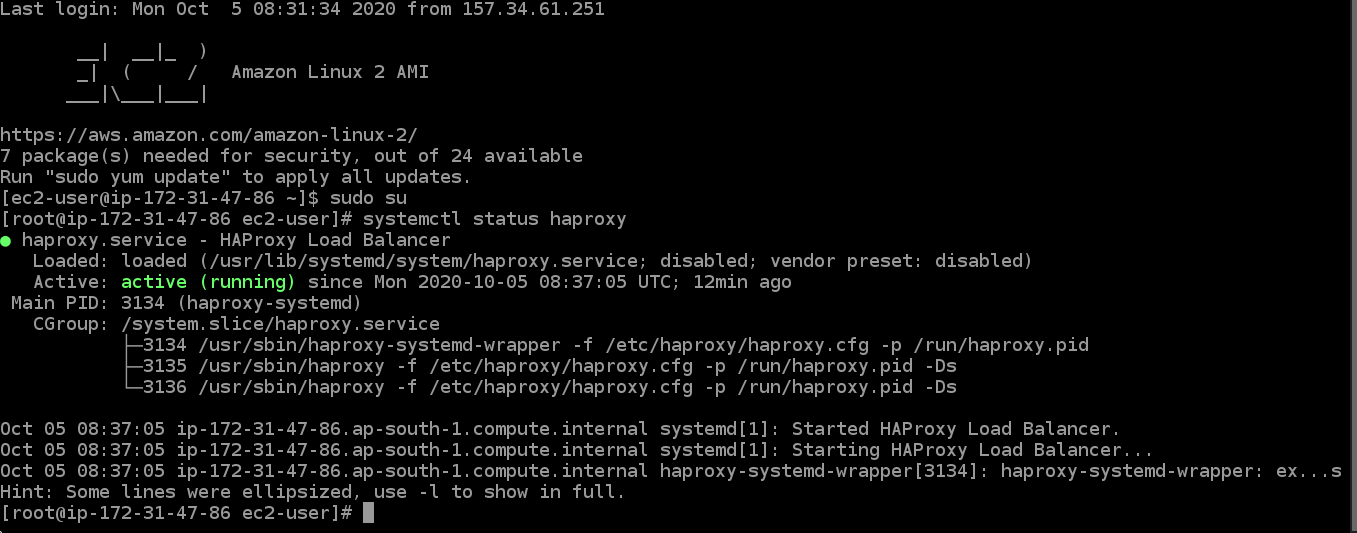 Last login: Mon Oct  5 08:31:34 2020 from 157.34.61.251

       __|  __|_  )
       _|  (     /   Amazon Linux 2 AMI
      ___|\___|___|

https://aws.amazon.com/amazon-linux-2/
7 package(s) needed for security, out of 24 available
Run "sudo yum update" to apply all updates.
[ec2-user@ip-172-31-47-86 ~]$ sudo su
[root@ip-172-31-47-86 ec2-user]# systemctl status haproxy
● haproxy.service - HAProxy Load Balancer
   Loaded: loaded (/usr/lib/systemd/system/haproxy.service; disabled; vendor preset: disabled)
   Active: active (running) since Mon 2020-10-05 08:37:05 UTC; 12min ago
 Main PID: 3134 (haproxy-systemd)
   CGroup: /system.slice/haproxy.service
           ├─3134 /usr/sbin/haproxy-systemd-wrapper -f /etc/haproxy/haproxy.cfg -p /run/haproxy.pid
           ├─3135 /usr/sbin/haproxy -f /etc/haproxy/haproxy.cfg -p /run/haproxy.pid -Ds
           └─3136 /usr/sbin/haproxy -f /etc/haproxy/haproxy.cfg -p /run/haproxy.pid -Ds

Oct 05 08:37:05 ip-172-31-47-86.ap-south-1.compute.internal systemd[1]: Started HAProxy Load Balancer.
Oct 05 08:37:05 ip-172-31-47-86.ap-south-1.compute.internal systemd[1]: Starting HAProxy Load Balancer...
Oct 05 08:37:05 ip-172-31-47-86.ap-south-1.compute.internal haproxy-systemd-wrapper[3134]: haproxy-systemd-wrapper: ex...s
Hint: Some lines were ellipsized, use -l to show in full.
[root@ip-172-31-47-86 ec2-user]#